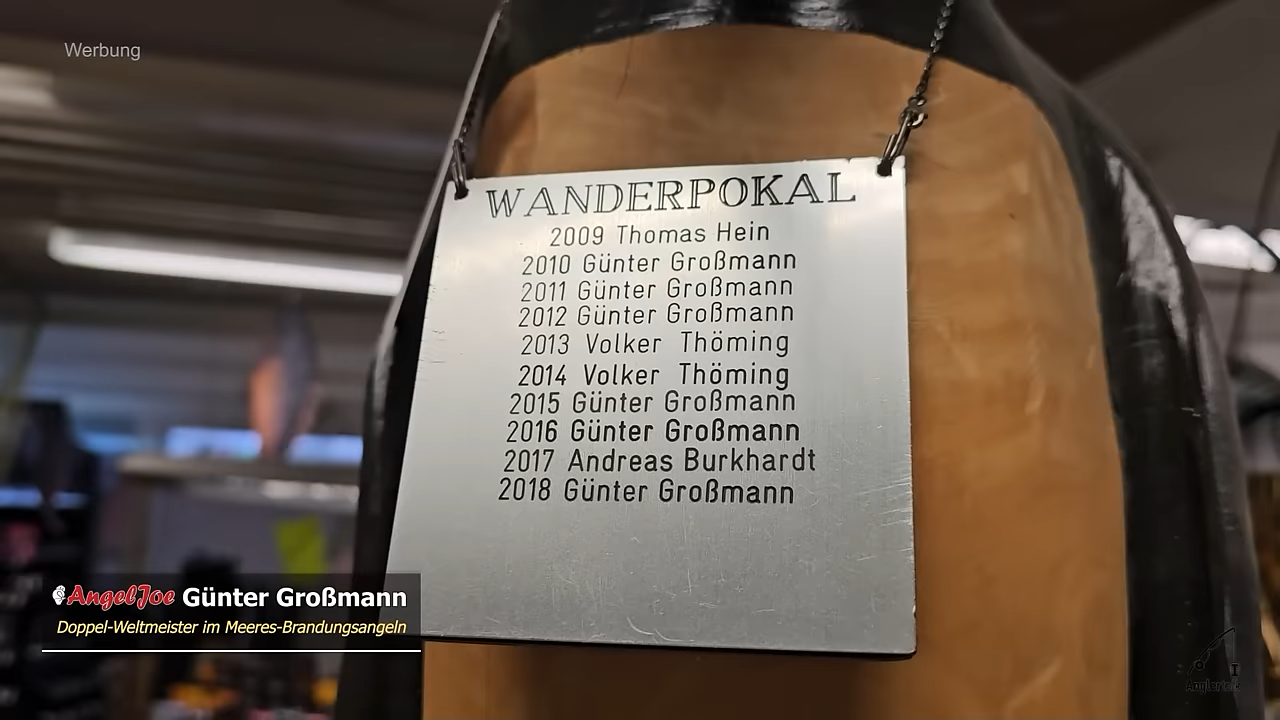 Werbung
WANDERPOKAL
2009 Thomas Hein
2010 Günter Großmann
2011 Günter Großmann
2012 Günter Großmann
2013 Volker Thöming
2014 Volker Thöming
2015 Günter Großmann
2016 Günter Großmann
2017 Andreas Burkhardt
2018 Günter Großmann
AngelJoe Günter Großmann
Doppel-Weltmeister im Meeres-Brandungsangeln